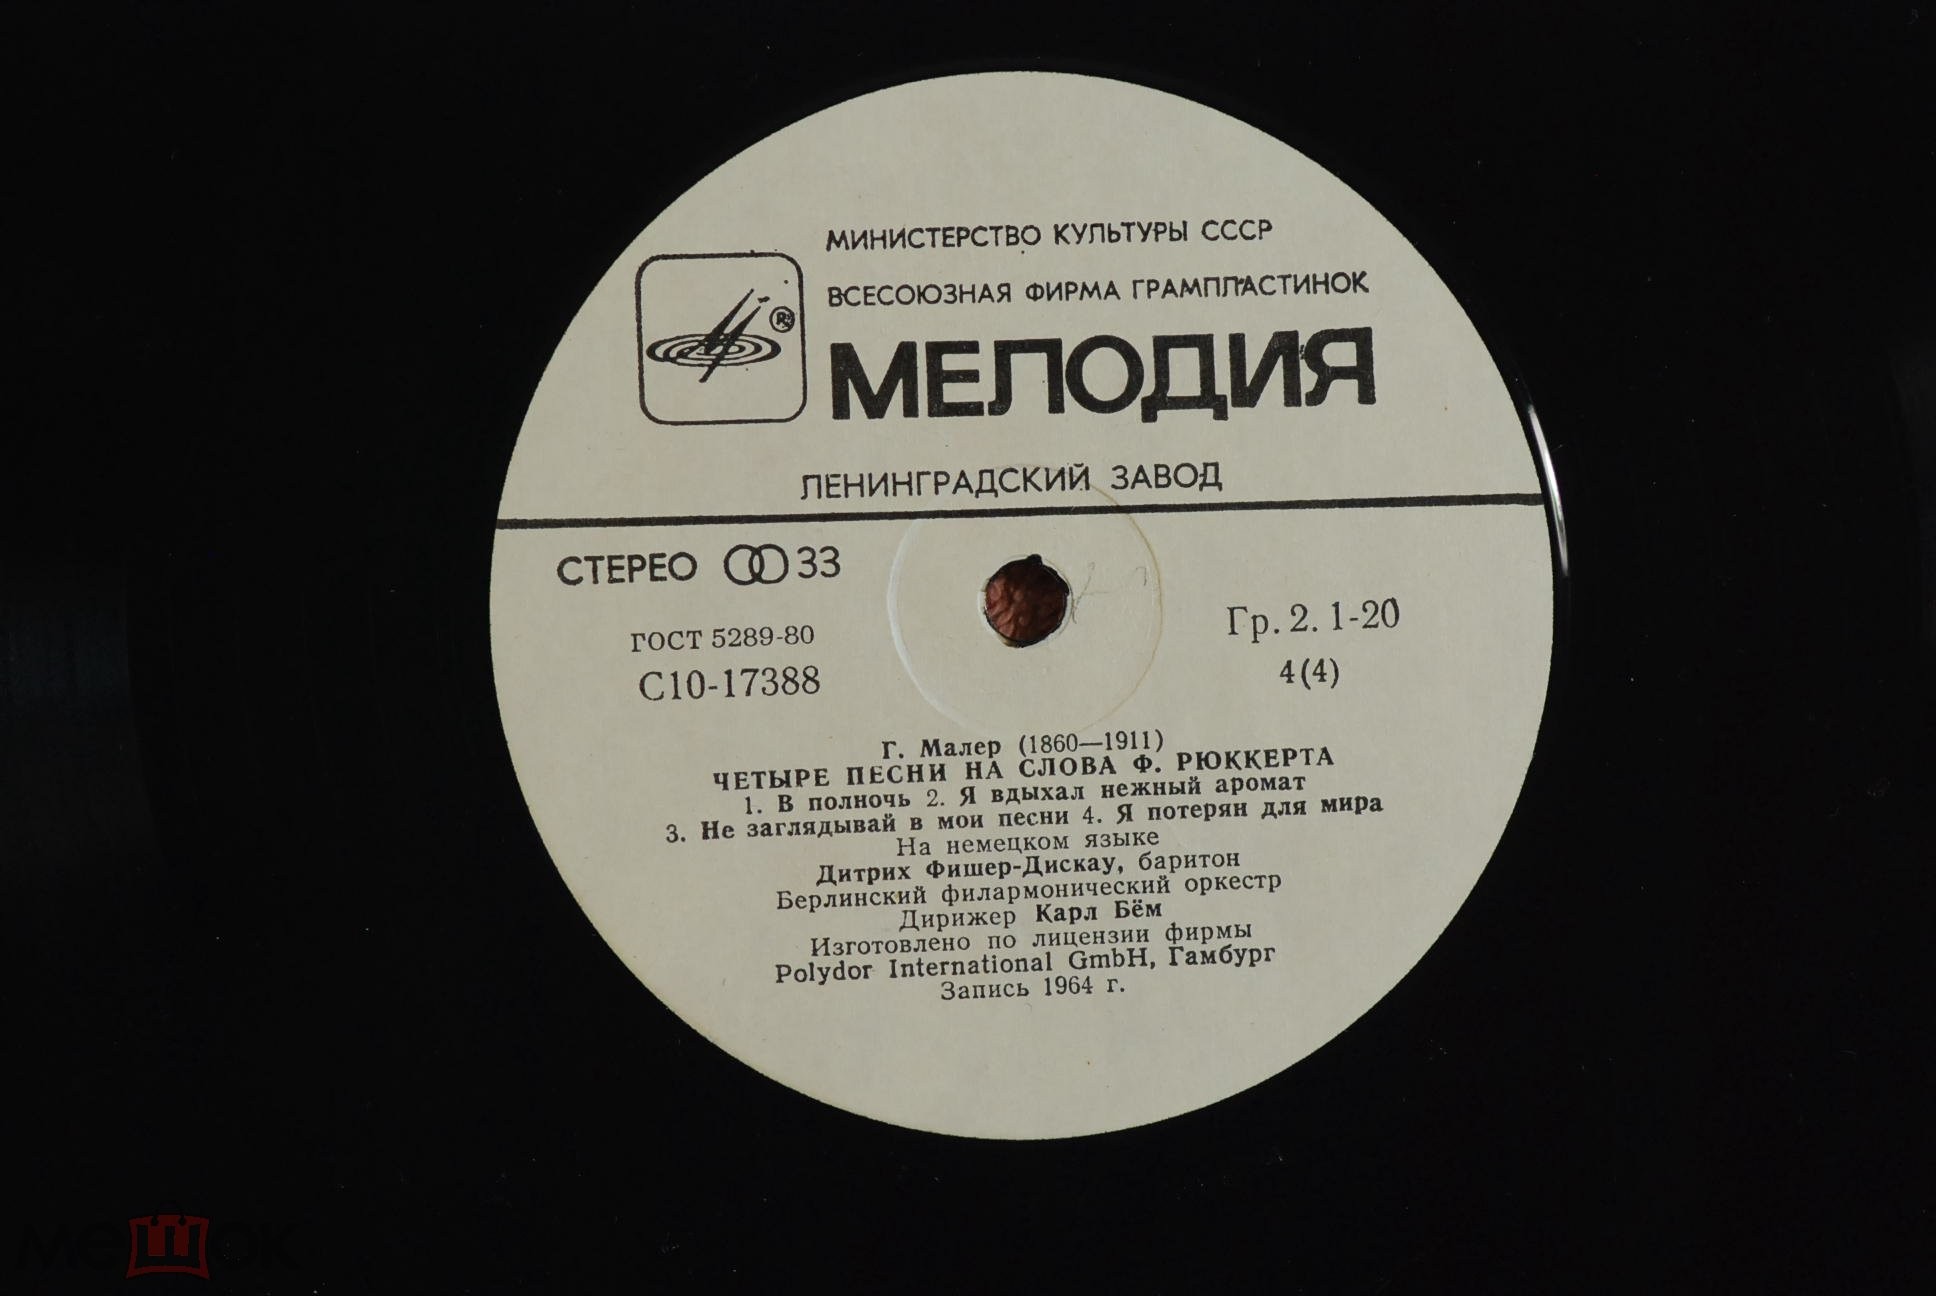 МИНИСТЕРСТВО КУЛЬТУРЫ СССР
ВСЕСОЮЗНАЯ ФИРМА ГРАМПЛАСТИНОК
МЕЛОДИЯ
ЛЕНИНГРАДСКИЙ ЗАВОД
СТЕРЕО 33
ГОСТ 5289-80
С10-17388
Гр. 2. 1-20
4(4)
Г. Малер (1860—1911)
ЧЕТЫРЕ ПЕСНИ НА СЛОВА Ф. РЮККЕРТА
1. В полночь 2. Я вдыхал нежный аромат
3. Не заглядывай в мои песни 4. Я потерян для мира
На немецком языке
Дитрих Фишер-Дискау, баритон
Берлинский филармонический оркестр
Дирижер Карл Бём
Изготовлено по лицензии фирмы
Polydor International GmbH, Гамбург
Запись 1964 г.
мешок